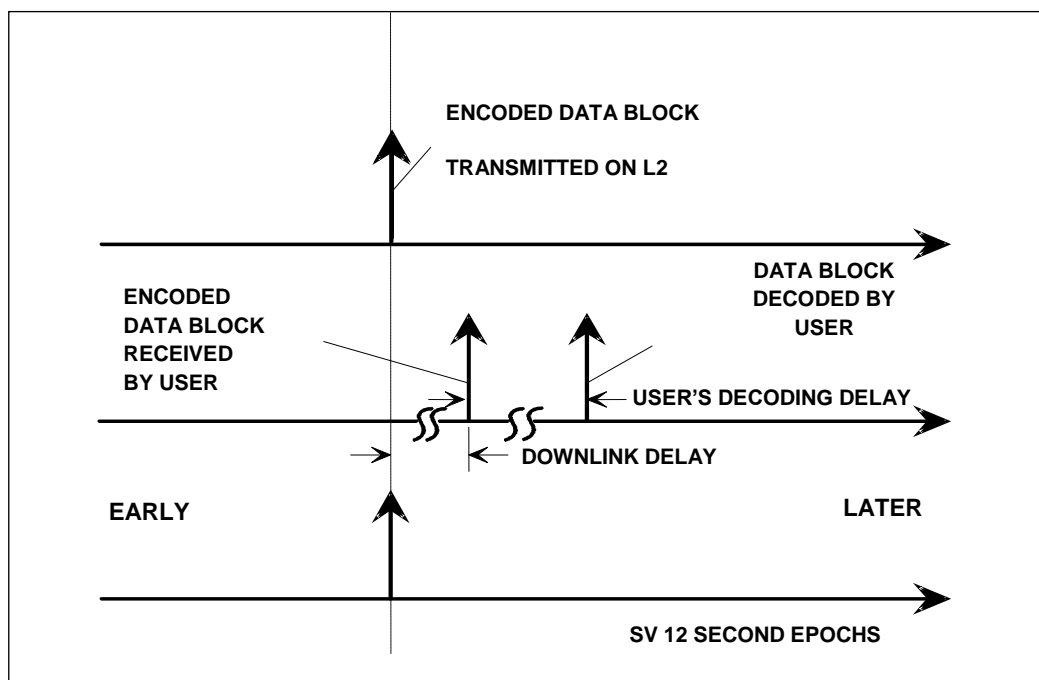 ENCODED DATA BLOCK
TRANSMITTED ON L2
DATA BLOCK
DECODED BY
USER
ENCODED
DATA BLOCK
RECEIVED
BY USER
USER’S DECODING DELAY
DOWNLINK DELAY
EARLY
LATER
SV 12 SECOND EPOCHS